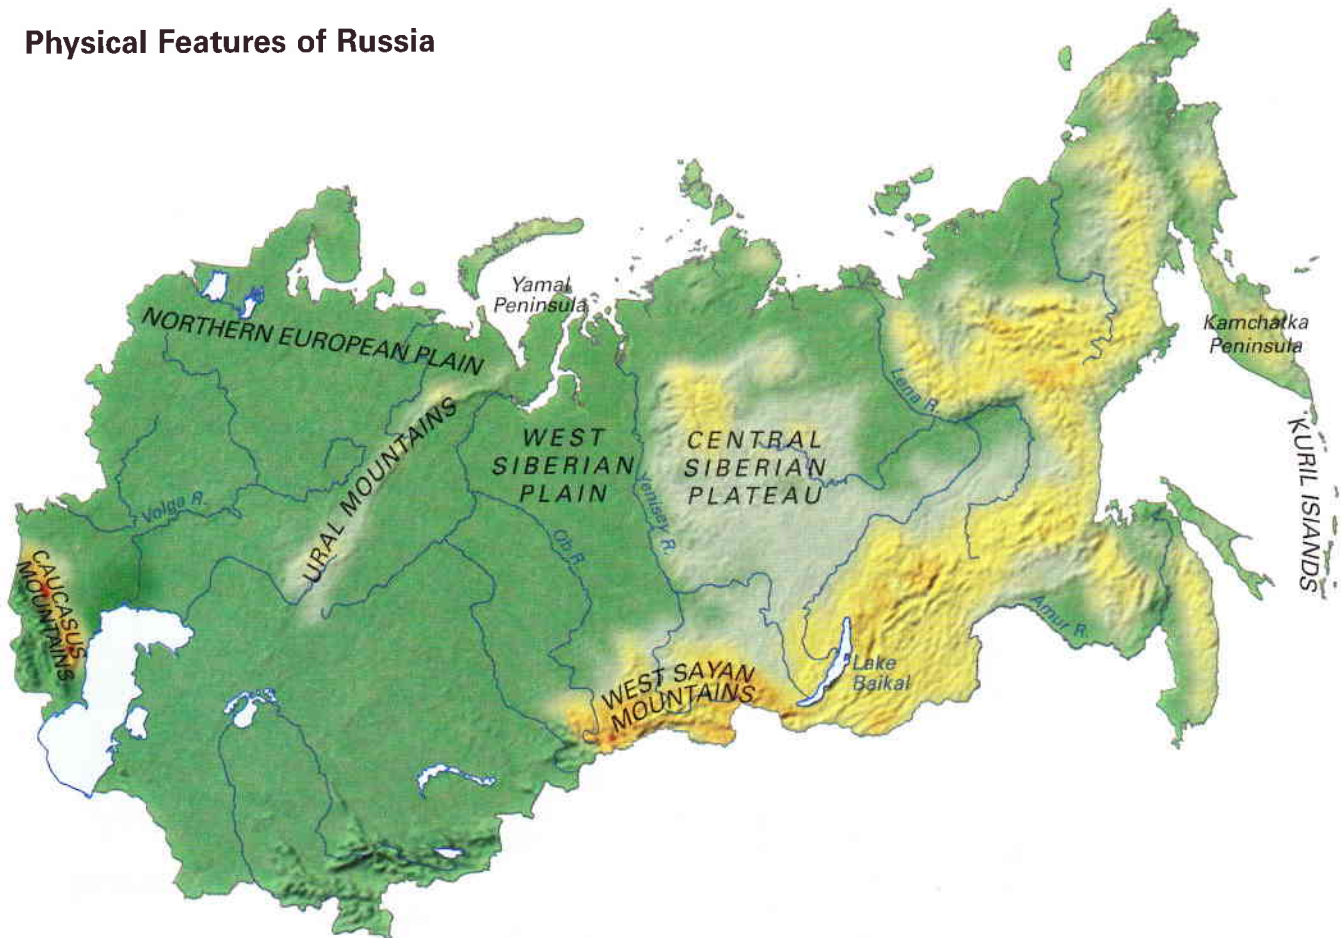 Physical Features of Russia
Yamal
Peninsula
NORTHERN EUROPEAN PLAIN
Kamchatka
Peninsula
Lena R.
URAL MOUNTAINS
WEST
SIBERIAN
PLAIN
CENTRAL
SIBERIAN
PLATEAU
KURIL ISIANDS
Volga R.
Yenisey R.
Ob R.
CAUCASUS
MOUNTAINS
Amur R.
Lake
Baikal
WEST SAYAN
MOUNTAINS